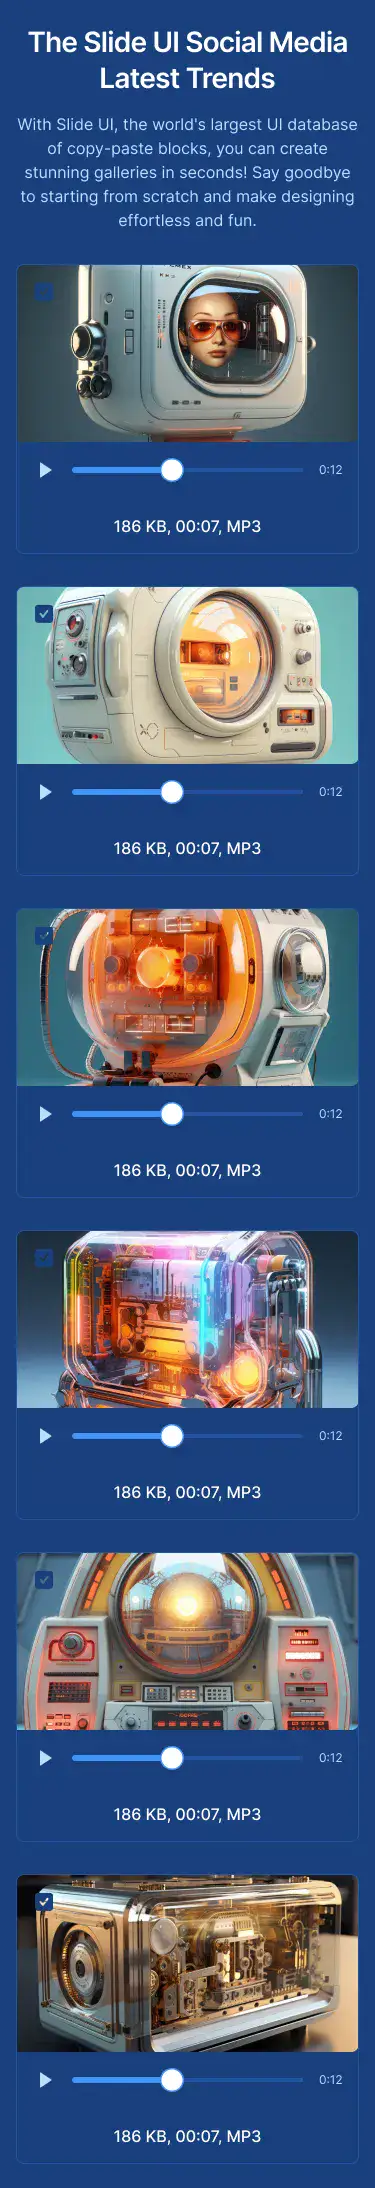 The Slide UI Social Media
Latest Trends
With Slide UI, the world's largest UI database
of copy-paste blocks, you can create
stunning galleries in seconds! Say goodbye
to starting from scratch and make designing
effortless and fun.
0:12
186 KB, 00:07, MP3
0:12
186 KB, 00:07, MP3
0:12
186 KB, 00:07, MP3
0:12
186 KB, 00:07, MP3
0:12
186 KB, 00:07, MP3
0:12
186 KB, 00:07, MP3